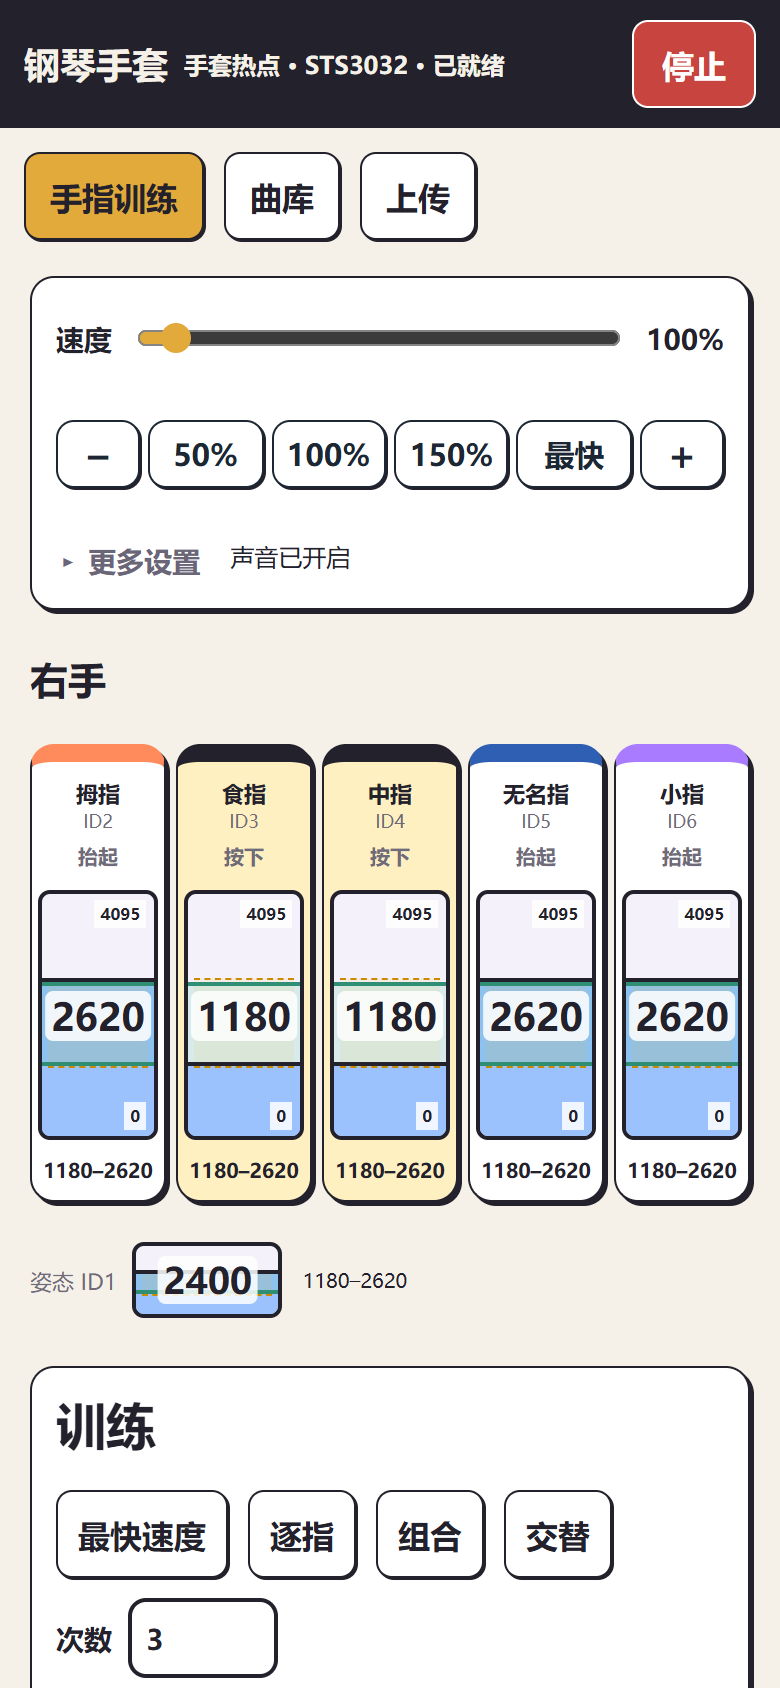 钢琴手套 手套热点 • STS3032 • 已就绪 停止
手指训练 曲库 上传
速度 100%
− 50% 100% 150% 最快 +
▸ 更多设置 声音已开启
右手
拇指 食指 中指 无名指 小指
ID2 ID3 ID4 ID5 ID6
抬起 按下 按下 抬起 抬起
4095 4095 4095 4095 4095
2620 1180 1180 2620 2620
0 0 0 0 0
1180–2620 1180–2620 1180–2620 1180–2620 1180–2620
姿态 ID1 2400 1180–2620
训练
最快速度 逐指 组合 交替
次数 3